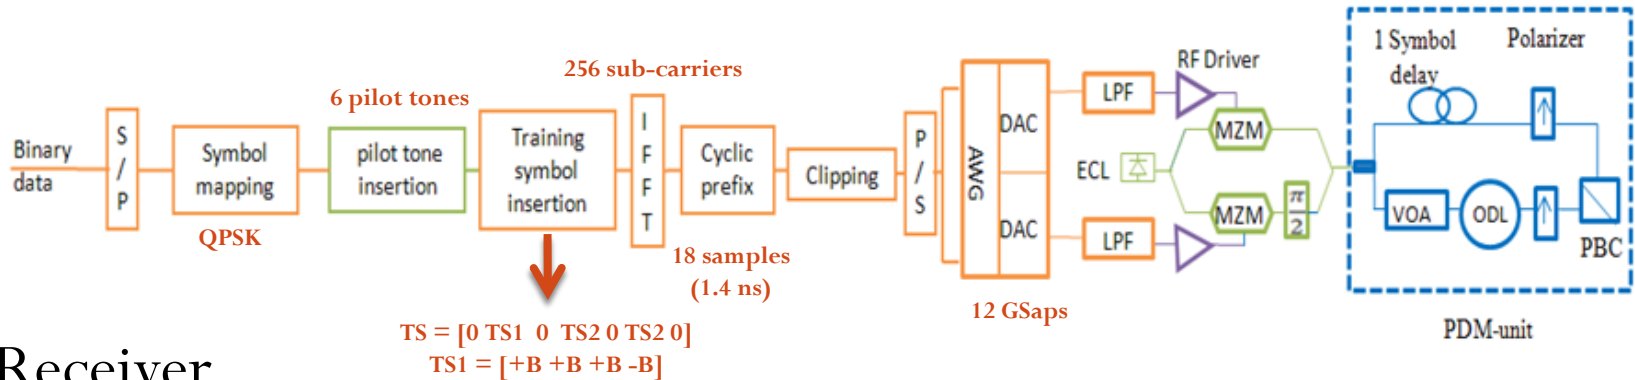 Binary
data
S
/
P
Symbol
mapping
QPSK
6 pilot tones
pilot tone
insertion
Training
symbol
insertion
TS = [0 TS1 0 TS2 0 TS2 0]
TS1 = [+B +B +B -B]
256 sub-carriers
I
F
F
T
Cyclic
prefix
18 samples
(1.4 ns)
Clipping
P
/
S
AWG
DAC
DAC
12 GSaps
LPF
LPF
RF Driver
ECL
MZM
MZM
π
2
1 Symbol
delay
Polarizer
VOA
ODL
PBC
PDM-unit
Receiver